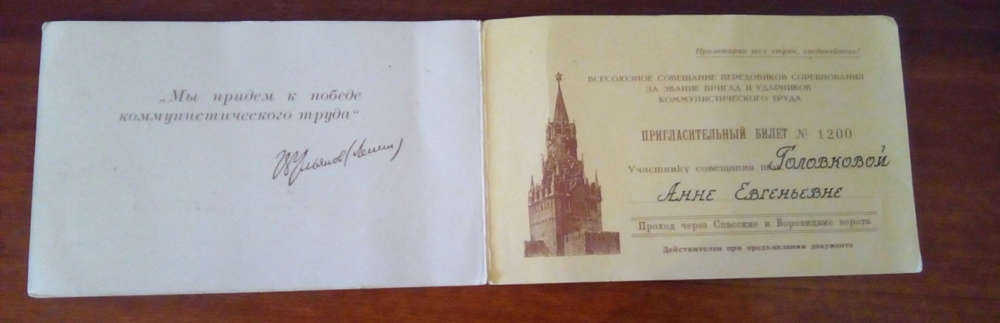 „Мы придем к победе
коммунистического труда“
В Ульянов (Ленин)
Пролетарии всех стран, соединяйтесь!
ВСЕСОЮЗНОЕ СОВЕЩАНИЕ ПЕРЕДОВИКОВ СОРЕВНОВАНИЯ
ЗА ЗВАНИЕ БРИГАД И УДАРНИКОВ
КОММУНИСТИЧЕСКОГО ТРУДА
ПРИГЛАСИТЕЛЬНЫЙ БИЛЕТ № 1200
Участнику совещания Головковой
Анне Евгеньевне
Проход через Спасские и Боровицкие ворота
Действителен при предъявлении документа